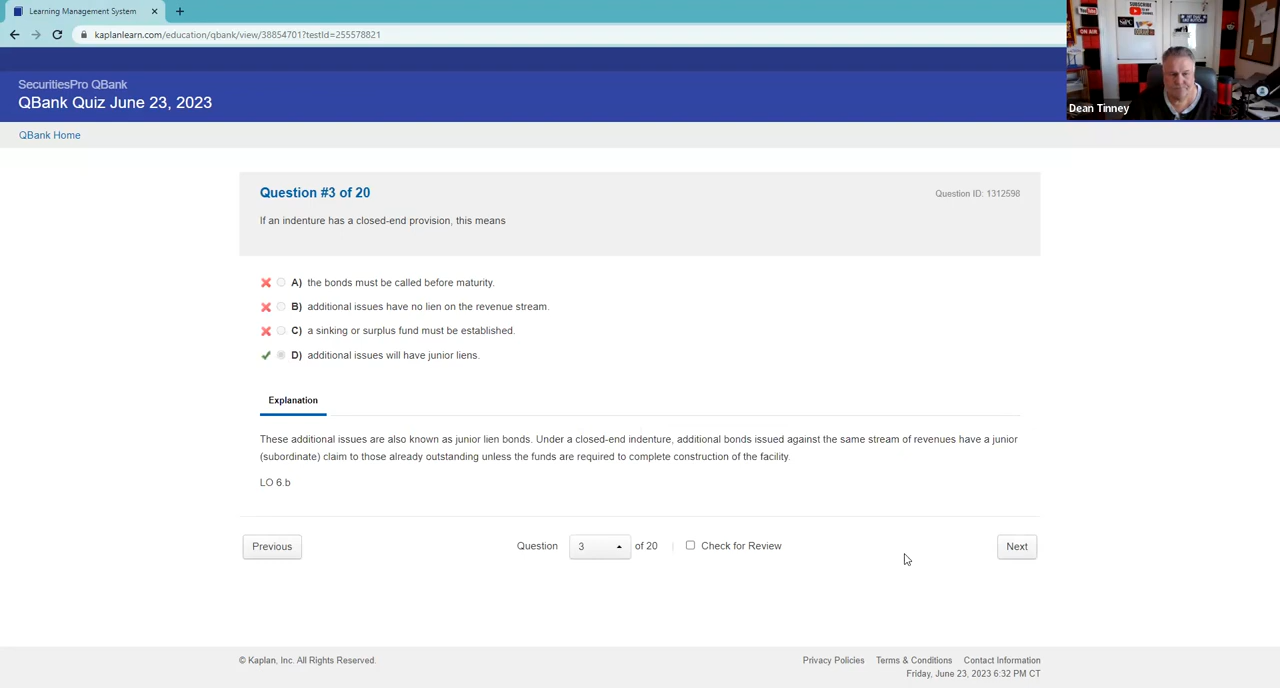 Learning Management System
kaplanlearn.com/education/qbank/view/38854701?testId=255578821
SUBSCRIBE
ON AIR
SIPC
Dean Tinney
SecuritiesPro QBank
QBank Quiz June 23, 2023
QBank Home
Question #3 of 20
Question ID: 1312598
If an indenture has a closed-end provision, this means
A) the bonds must be called before maturity.
B) additional issues have no lien on the revenue stream.
C) a sinking or surplus fund must be established.
D) additional issues will have junior liens.
Explanation
These additional issues are also known as junior lien bonds. Under a closed-end indenture, additional bonds issued against the same stream of revenues have a junior
(subordinate) claim to those already outstanding unless the funds are required to complete construction of the facility.
LO 6.b
Previous
Question 3 of 20 | Check for Review
Next
© Kaplan, Inc. All Rights Reserved.
Privacy Policies Terms & Conditions Contact Information
Friday, June 23, 2023 6:32 PM CT